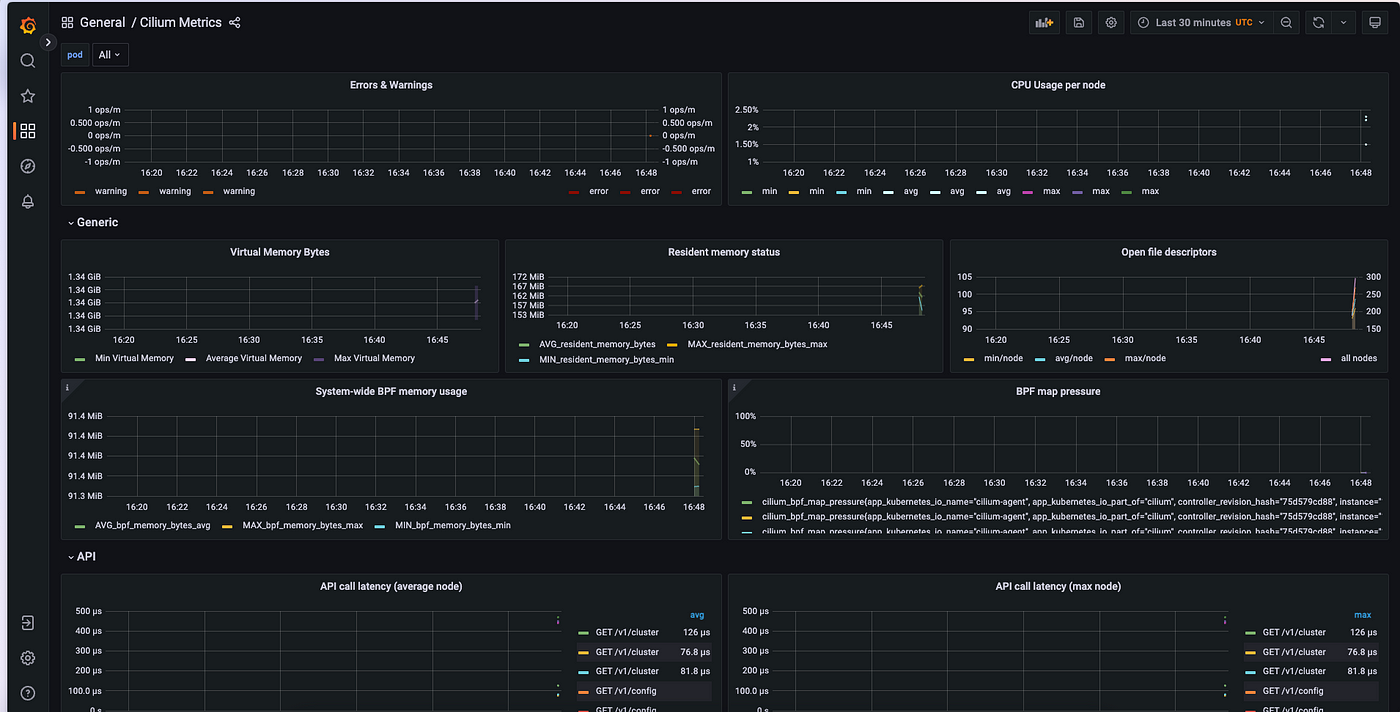 General / Cilium Metrics
Last 30 minutes UTC
pod All
Errors & Warnings
1 ops/m
0.500 ops/m
0 ops/m
-0.500 ops/m
-1 ops/m
1 ops/m
0.500 ops/m
0 ops/m
-0.500 ops/m
-1 ops/m
16:20 16:22 16:24 16:26 16:28 16:30 16:32 16:34 16:36 16:38 16:40 16:42 16:44 16:46 16:48
warning warning warning error error error
CPU Usage per node
2.50%
2%
1.50%
1%
16:20 16:22 16:24 16:26 16:28 16:30 16:32 16:34 16:36 16:38 16:40 16:42 16:44 16:46 16:48
min min min avg avg avg max max max
Generic
Virtual Memory Bytes
1.34 GiB
1.34 GiB
1.34 GiB
1.34 GiB
1.34 GiB
16:20 16:25 16:30 16:35 16:40 16:45
Min Virtual Memory Average Virtual Memory Max Virtual Memory
Resident memory status
172 MiB
167 MiB
162 MiB
157 MiB
153 MiB
16:20 16:25 16:30 16:35 16:40 16:45
AVG_resident_memory_bytes MAX_resident_memory_bytes_max
MIN_resident_memory_bytes_min
Open file descriptors
105
100
95
90
300
250
200
150
16:20 16:25 16:30 16:35 16:40 16:45
min/node avg/node max/node all nodes
System-wide BPF memory usage
91.4 MiB
91.4 MiB
91.4 MiB
91.4 MiB
91.3 MiB
16:20 16:22 16:24 16:26 16:28 16:30 16:32 16:34 16:36 16:38 16:40 16:42 16:44 16:46 16:48
AVG_bpf_memory_bytes_avg MAX_bpf_memory_bytes_max MIN_bpf_memory_bytes_min
BPF map pressure
100%
50%
0%
16:20 16:22 16:24 16:26 16:28 16:30 16:32 16:34 16:36 16:38 16:40 16:42 16:44 16:46 16:48
cilium_bpf_map_pressure{app_kubernetes_io_name="cilium-agent", app_kubernetes_io_part_of="cilium", controller_revision_hash="75d579cd88", instance="
cilium_bpf_map_pressure{app_kubernetes_io_name="cilium-agent", app_kubernetes_io_part_of="cilium", controller_revision_hash="75d579cd88", instance="
cilium_bpf_map_pressure{app_kubernetes_io_name="cilium-agent", app_kubernetes_io_part_of="cilium", controller_revision_hash="75d579cd88", instance="
API
API call latency (average node)
500 µs
400 µs
300 µs
200 µs
100.0 µs
0 s
avg
GET /v1/cluster 126 µs
GET /v1/cluster 76.8 µs
GET /v1/cluster 81.8 µs
GET /v1/config
GET /v1/config
API call latency (max node)
500 µs
400 µs
300 µs
200 µs
100.0 µs
0 s
max
GET /v1/cluster 126 µs
GET /v1/cluster 76.8 µs
GET /v1/cluster 81.8 µs
GET /v1/config
GET /v1/config